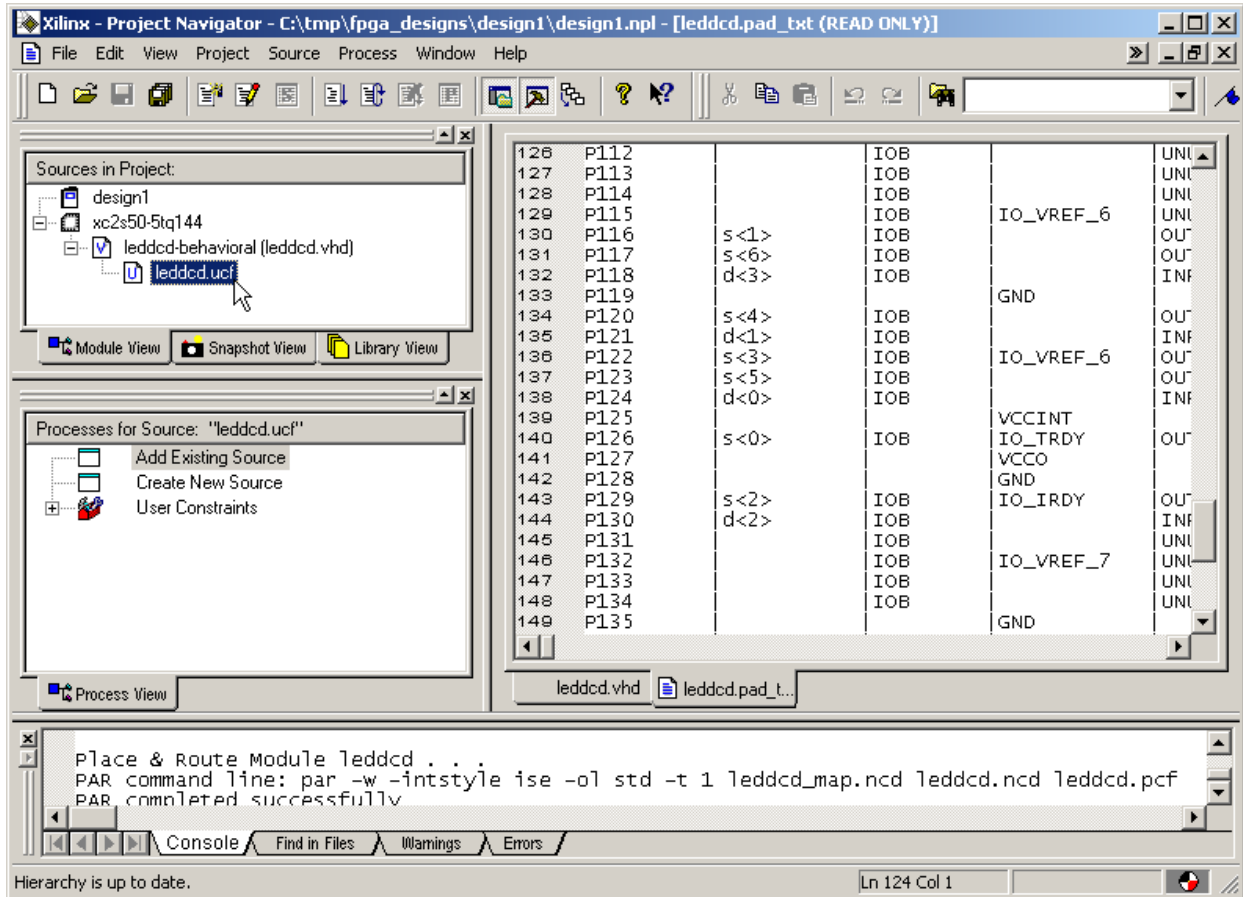 Xilinx - Project Navigator - C:\tmp\fpga_designs\design1\design1.npl - [leddcd.pad_txt (READ ONLY)]
File Edit View Project Source Process Window Help
Sources in Project:
design1
xc2s50-5tq144
leddcd-behavioral (leddcd.vhd)
leddcd.ucf
Module View Snapshot View Library View
Processes for Source: "leddcd.ucf"
Add Existing Source
Create New Source
User Constraints
Process View
126 P112 | | IOB | | UNU
127 P113 | | IOB | | UNU
128 P114 | | IOB | | UNU
129 P115 | | IOB | IO_VREF_6 | UNU
130 P116 | s<1> | IOB | | OUT
131 P117 | s<6> | IOB | | OUT
132 P118 | d<3> | IOB | | INP
133 P119 | | | GND |
134 P120 | s<4> | IOB | | OUT
135 P121 | d<1> | IOB | | INP
136 P122 | s<3> | IOB | IO_VREF_6 | OUT
137 P123 | s<5> | IOB | | OUT
138 P124 | d<0> | IOB | | INP
139 P125 | | | VCCINT |
140 P126 | s<0> | IOB | IO_TRDY | OUT
141 P127 | | | VCCO |
142 P128 | | | GND |
143 P129 | s<2> | IOB | IO_IRDY | OUT
144 P130 | d<2> | IOB | | INP
145 P131 | | IOB | | UNU
146 P132 | | IOB | IO_VREF_7 | UNU
147 P133 | | IOB | | UNU
148 P134 | | IOB | | UNU
149 P135 | | | GND |
leddcd.vhd leddcd.pad_t...
Place & Route Module leddcd . . .
PAR command line: par -w -intstyle ise -ol std -t 1 leddcd_map.ncd leddcd.ncd leddcd.pcf
PAR completed successfully
Console Find in Files Warnings Errors
Hierarchy is up to date. Ln 124 Col 1